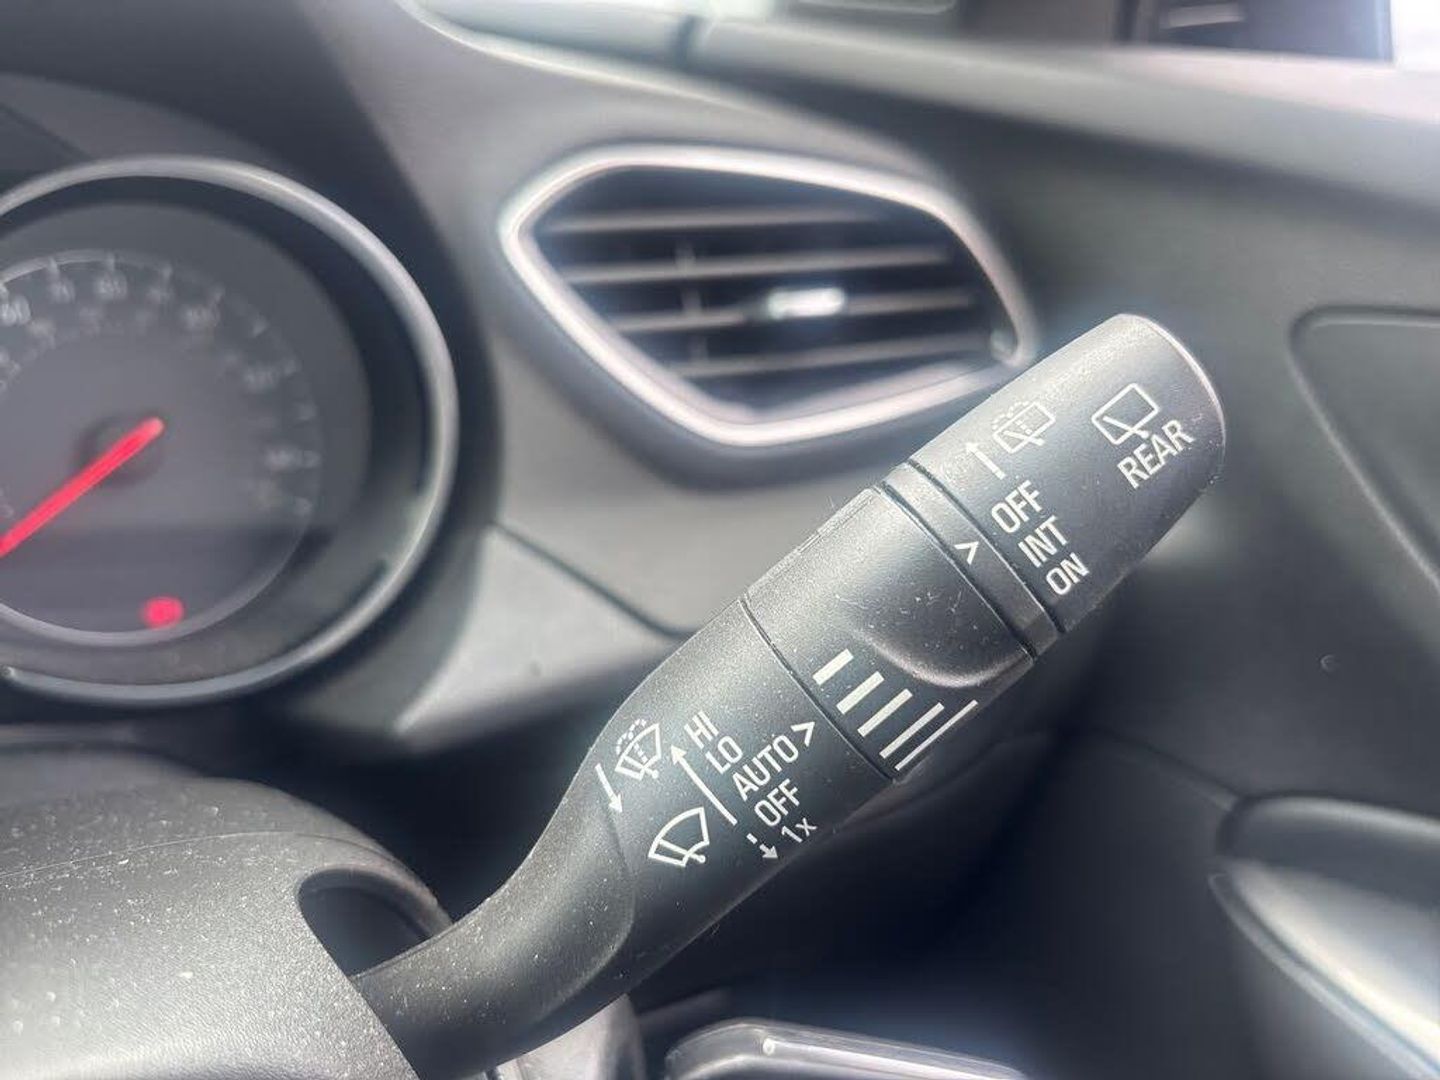 REAR
OFF
INT
ON
HI
LO
AUTO >
OFF
1x